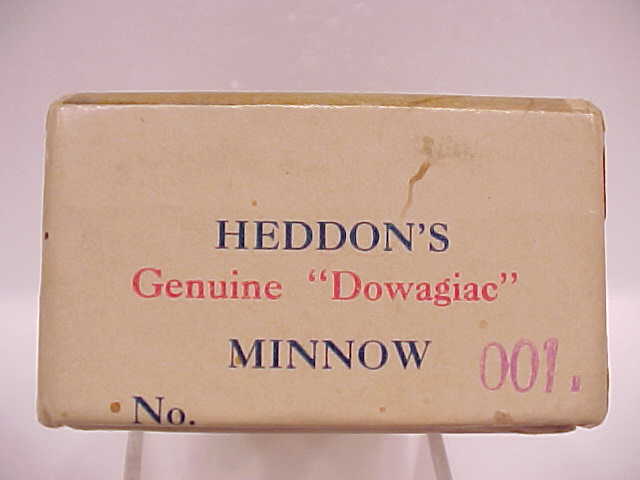 HEDDON'S
Genuine "Dowagiac"
MINNOW
No. 001.